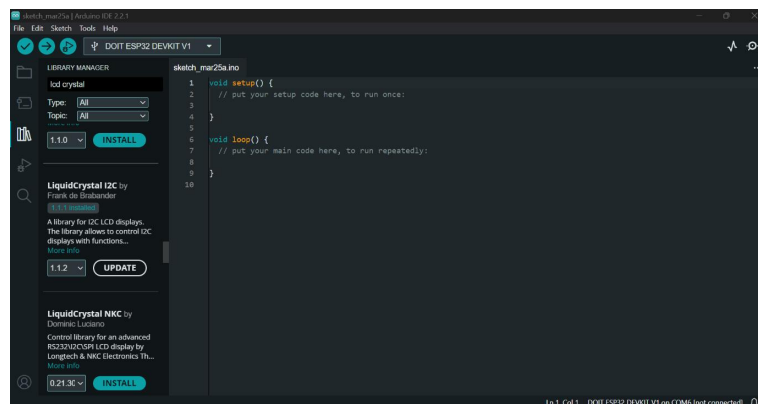 sketch_mar25a | Arduino IDE 2.2.1
File Edit Sketch Tools Help
DOIT ESP32 DEVKIT V1
LIBRARY MANAGER
lcd crystal
Type: All
Topic: All
1.1.0 INSTALL
LiquidCrystal I2C by
Frank de Brabander
1.1.1 installed
A library for I2C LCD displays.
The library allows to control I2C
displays with functions...
More info
1.1.2 UPDATE
LiquidCrystal NKC by
Dominic Luciano
Control library for an advanced
RS232\I2C\SPI LCD display by
Longtech & NKC Electronics Th...
More info
0.21.30 INSTALL
sketch_mar25a.ino
1 void setup() {
2 // put your setup code here, to run once:
3
4 }
5
6 void loop() {
7 // put your main code here, to run repeatedly:
8
9 }
10
Ln 1, Col 1 DOIT ESP32 DEVKIT V1 on COM6 [not connected]